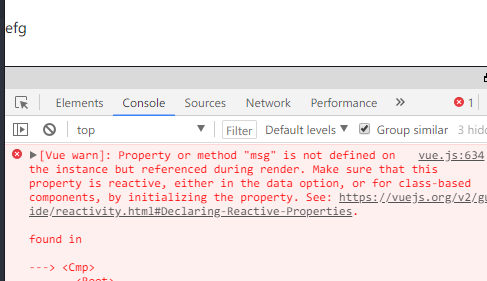 efg
Elements Console Sources Network Performance » 1
top Filter Default levels Group similar 3 hidd
[Vue warn]: Property or method "msg" is not defined on vue.js:634
the instance but referenced during render. Make sure that this
property is reactive, either in the data option, or for class-based
components, by initializing the property. See: https://vuejs.org/v2/gu
ide/reactivity.html#Declaring-Reactive-Properties.
found in
---> <Cmp>
<Root>